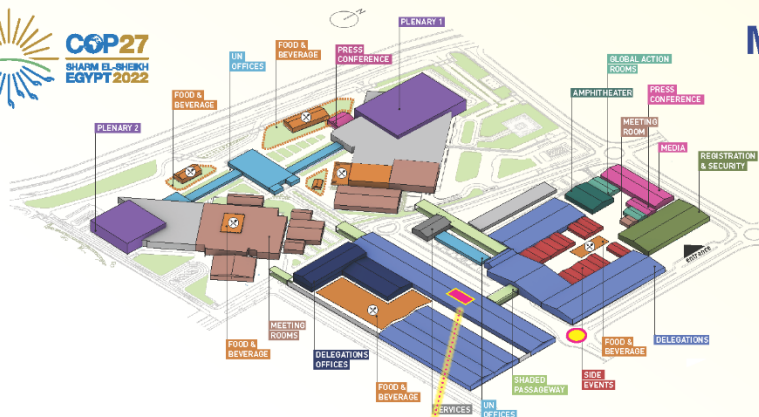 COP27
SHARM EL-SHEIKH
EGYPT 2022
M
PLENARY 1
FOOD &
BEVERAGE
UN
OFFICES
PRESS
CONFERENCE
GLOBAL ACTION
ROOMS
FOOD &
BEVERAGE
AMPHITHEATER
PRESS
CONFERENCE
MEETING
ROOM
PLENARY 2
MEDIA
REGISTRATION
& SECURITY
entrance
FOOD &
BEVERAGE
MEETING
ROOMS
DELEGATIONS
OFFICES
FOOD &
BEVERAGE
DELEGATIONS
SHADED
PASSAGEWAY
SIDE
EVENTS
FOOD &
BEVERAGE
SERVICES
UN
OFFICES